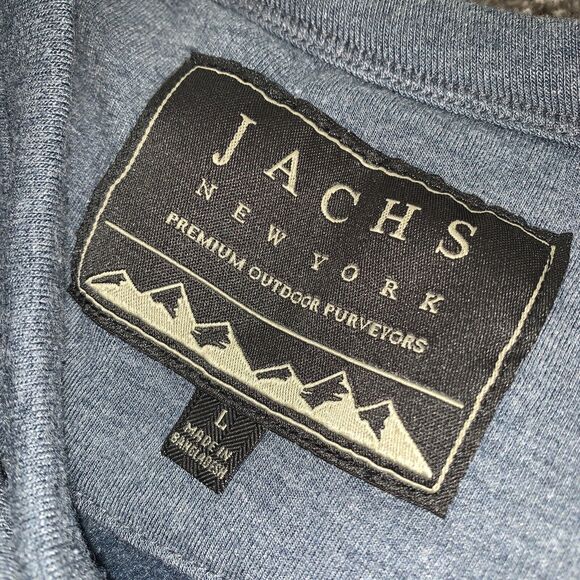 JACHS
NEW YORK
PREMIUM OUTDOOR PURVEYORS
L
MADE IN
BANGLADESH